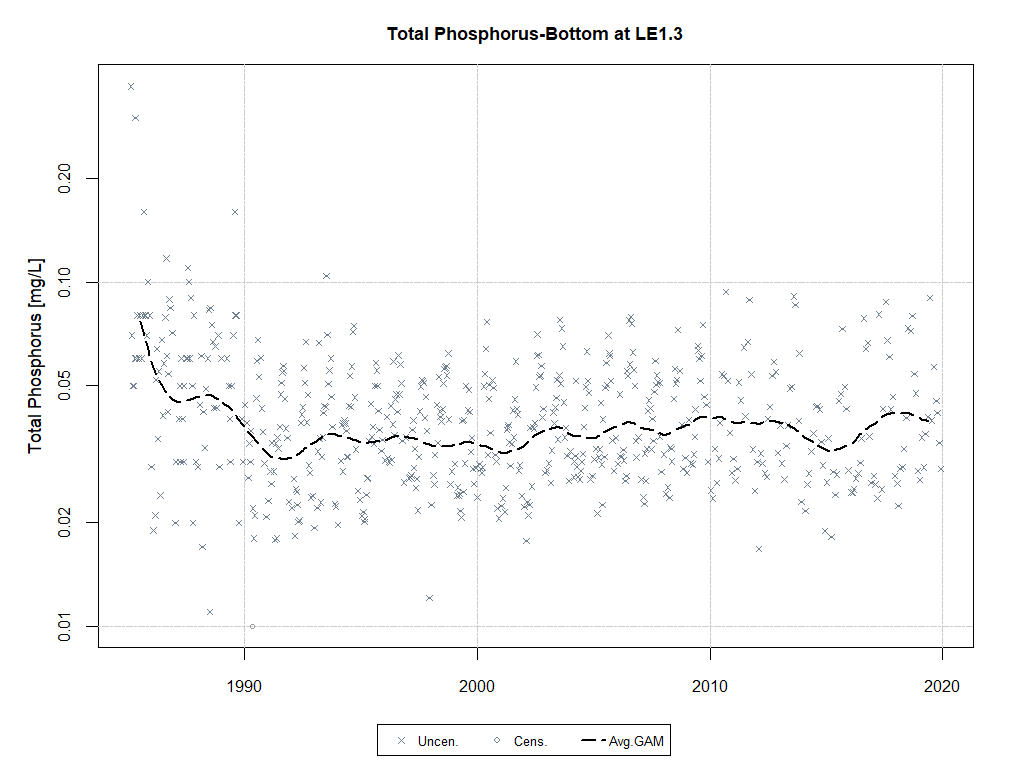 Total Phosphorus-Bottom at LE1.3
Total Phosphorus [mg/L]
0.20
0.10
0.05
0.02
0.01
1990 2000 2010 2020
Uncen. Cens. Avg.GAM